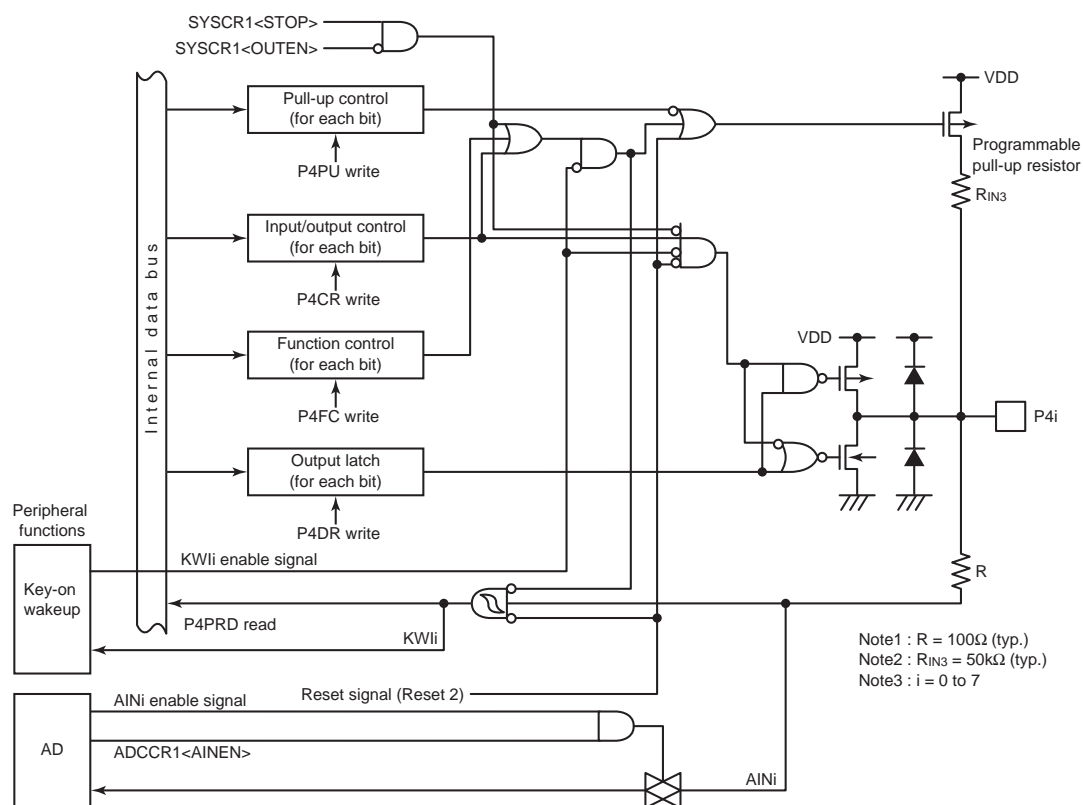 SYSCR1<STOP>
SYSCR1<OUTEN>
VDD
Pull-up control
(for each bit)
P4PU write
Programmable
pull-up resistor
RIN3
Input/output control
(for each bit)
P4CR write
Internal data bus
Function control
(for each bit)
P4FC write
VDD
P4i
Output latch
(for each bit)
P4DR write
Peripheral
functions
KWIi enable signal
Key-on
wakeup
R
P4PRD read
KWIi
Note1 : R = 100Ω (typ.)
Note2 : RIN3 = 50kΩ (typ.)
Note3 : i = 0 to 7
Reset signal (Reset 2)
AINi enable signal
AD
ADCCR1<AINEN>
AINi